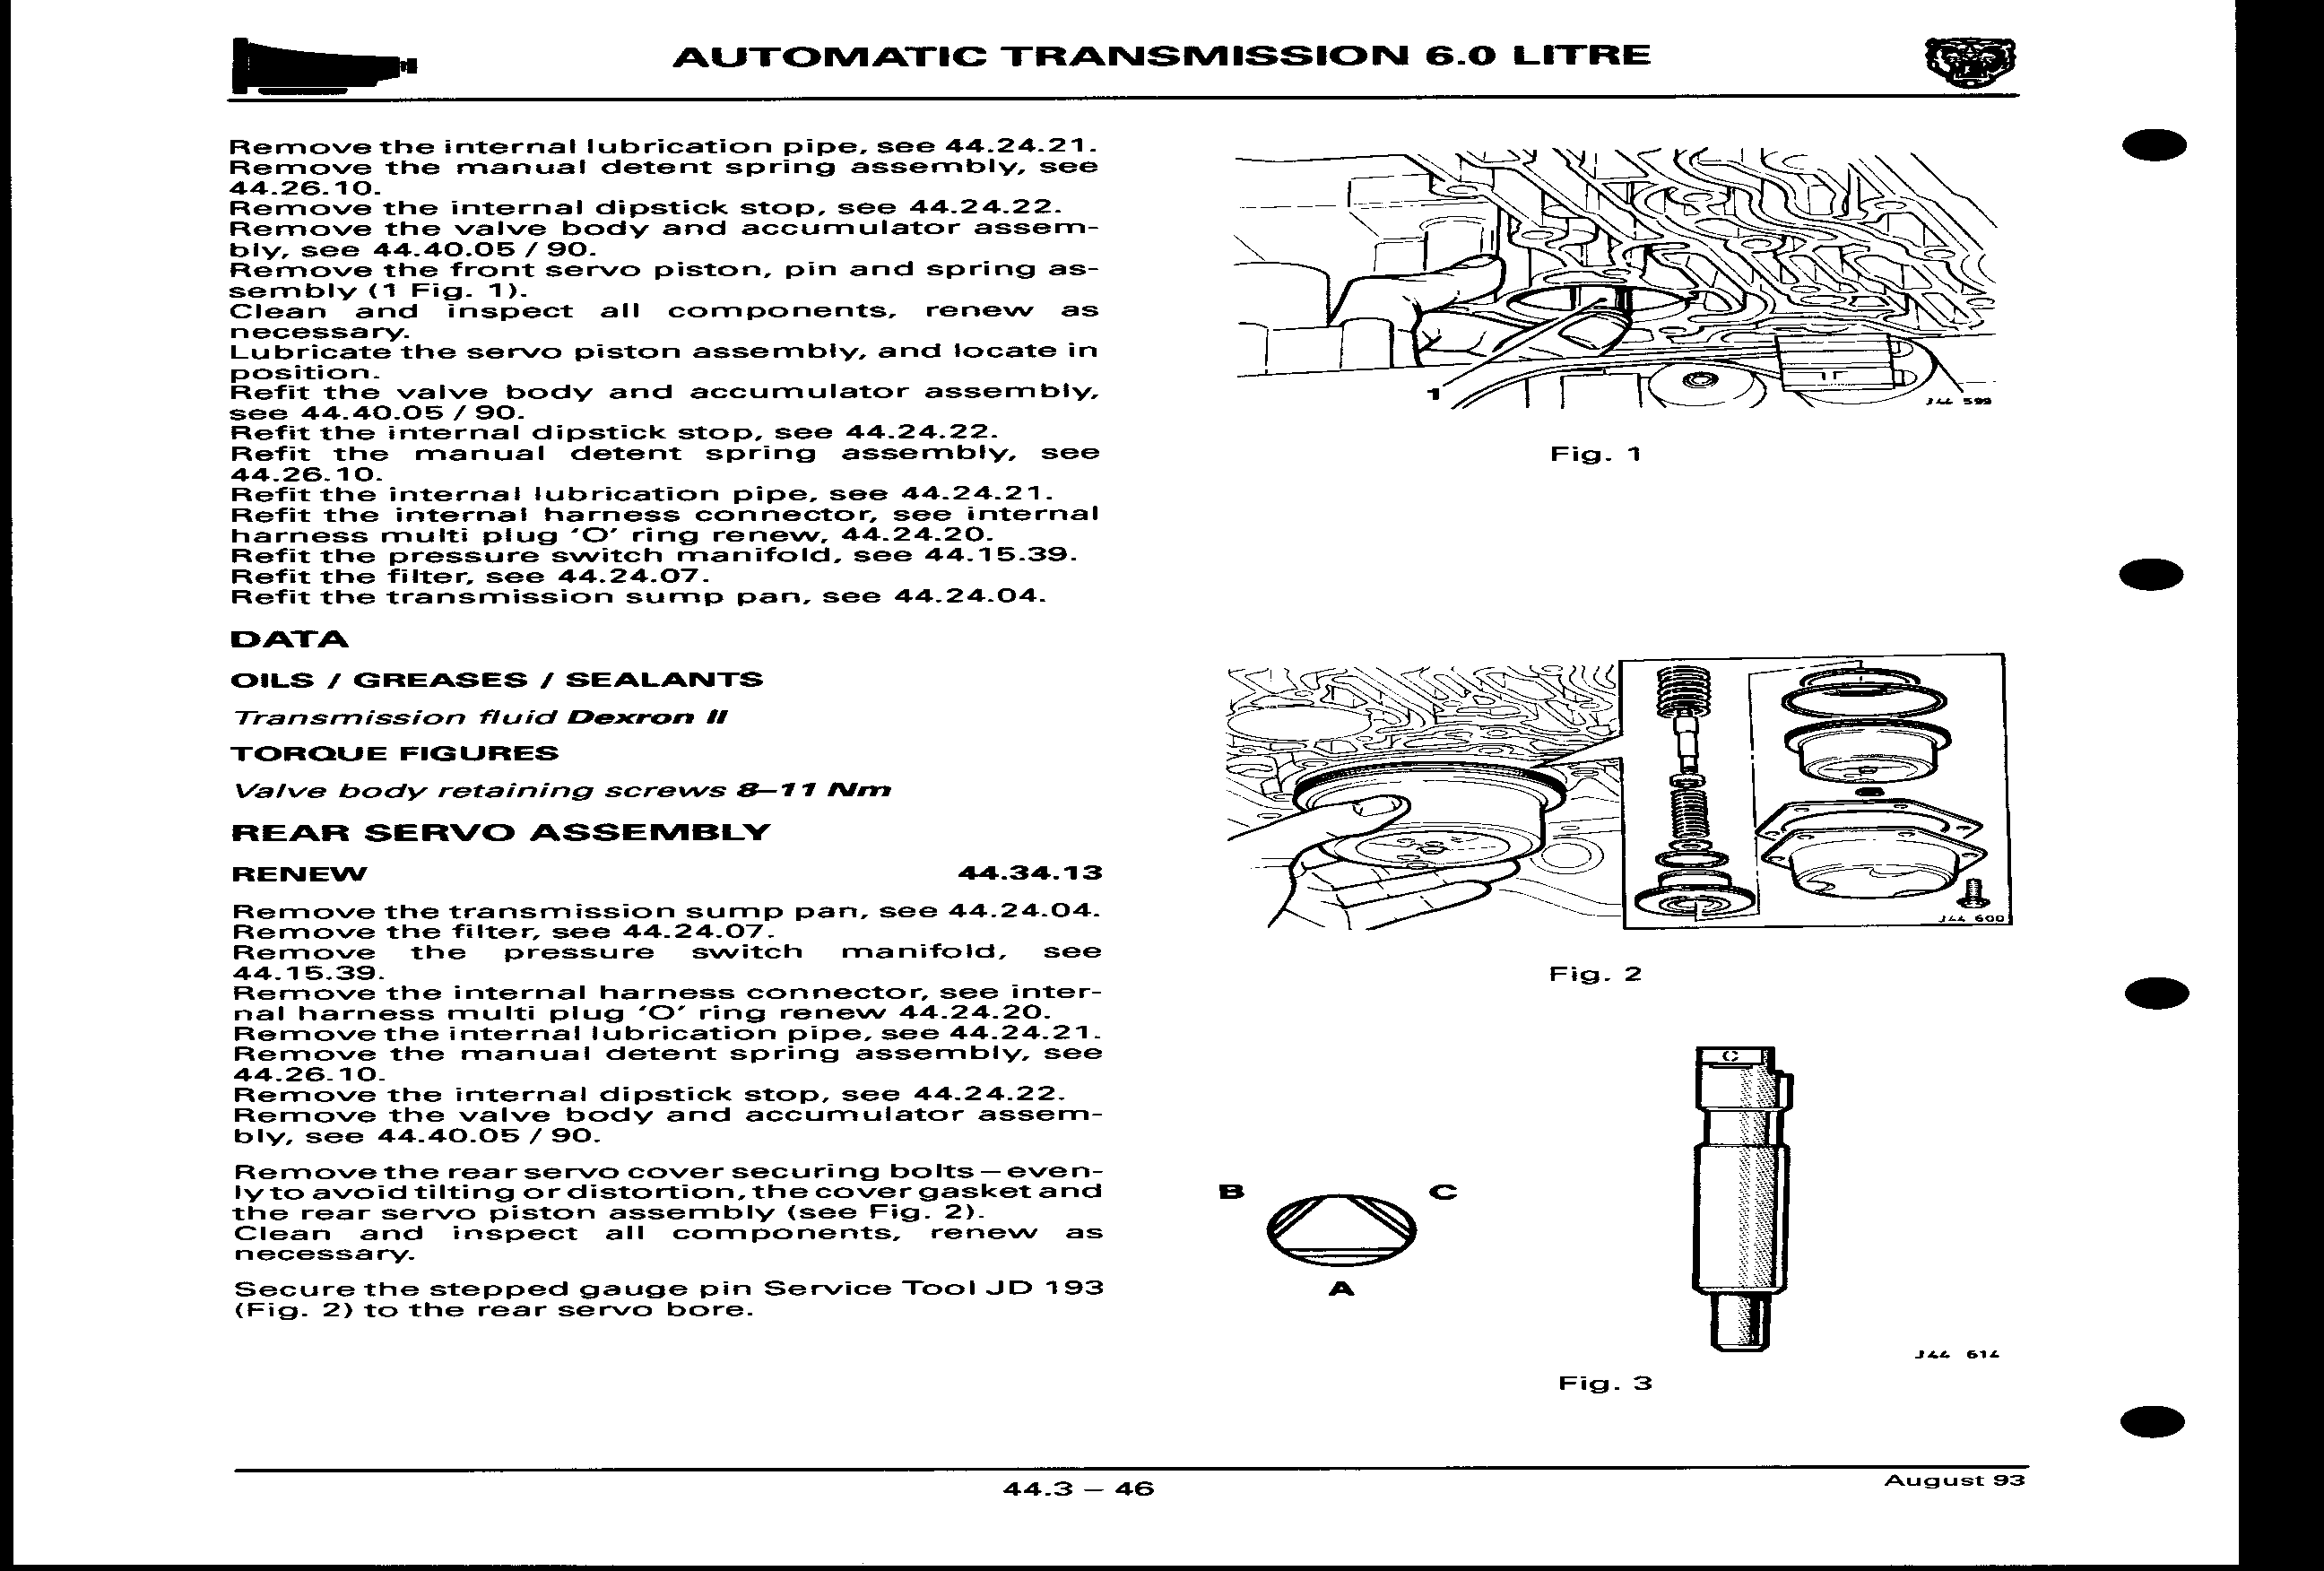 AUTOMATIC TRANSMISSION 6.0 LITRE
Remove the internal lubrication pipe, see 44.24.21.
Remove the manual detent spring assembly, see
44.26.10.
Remove the internal dipstick stop, see 44.24.22.
Remove the valve body and accumulator assem-
bly, see 44.40.05 / 90.
Remove the front servo piston, pin and spring as-
sembly (1 Fig. 1).
Clean and inspect all components, renew as
necessary.
Lubricate the servo piston assembly, and locate in
position.
Refit the valve body and accumulator assembly,
see 44.40.05 / 90.
Refit the internal dipstick stop, see 44.24.22.
Refit the manual detent spring assembly, see
44.26.10.
Refit the internal lubrication pipe, see 44.24.21.
Refit the internal harness connector, see internal
harness multi plug 'O' ring renew, 44.24.20.
Refit the pressure switch manifold, see 44.15.39.
Refit the filter, see 44.24.07.
Refit the transmission sump pan, see 44.24.04.
DATA
OILS / GREASES / SEALANTS
Transmission fluid Dexron II
TORQUE FIGURES
Valve body retaining screws 8–11 Nm
REAR SERVO ASSEMBLY
RENEW 44.34.13
Remove the transmission sump pan, see 44.24.04.
Remove the filter, see 44.24.07.
Remove the pressure switch manifold, see
44.15.39.
Remove the internal harness connector, see inter-
nal harness multi plug 'O' ring renew 44.24.20.
Remove the internal lubrication pipe, see 44.24.21.
Remove the manual detent spring assembly, see
44.26.10.
Remove the internal dipstick stop, see 44.24.22.
Remove the valve body and accumulator assem-
bly, see 44.40.05 / 90.
Remove the rear servo cover securing bolts – even-
ly to avoid tilting or distortion, the cover gasket and
the rear servo piston assembly (see Fig. 2).
Clean and inspect all components, renew as
necessary.
Secure the stepped gauge pin Service Tool JD 193
(Fig. 2) to the rear servo bore.
1
J44 599
Fig. 1
J44 600
Fig. 2
C
B C
A
J44 614
Fig. 3
44.3 – 46
August 93